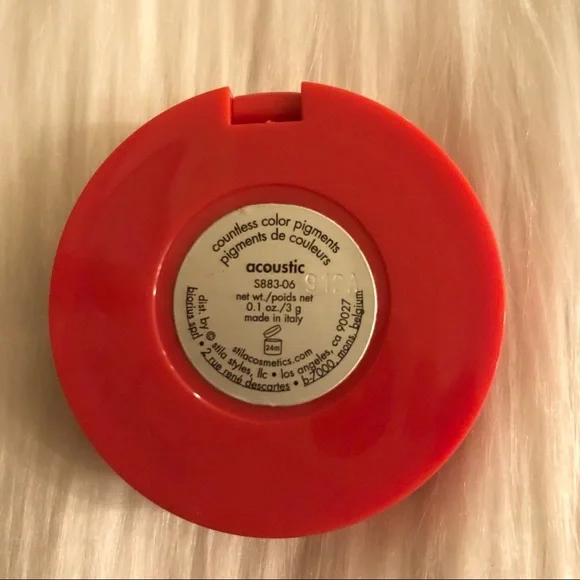 countless color pigments
pigments de couleurs
acoustic
S883-06
net wt./poids net
0.1 oz./3 g
made in italy
24m
stilacosmetics.com
dist. by © stila styles, llc • los angeles, ca 90027
biorius sprl • 2 rue rené descartes • b-7000 mons belgium